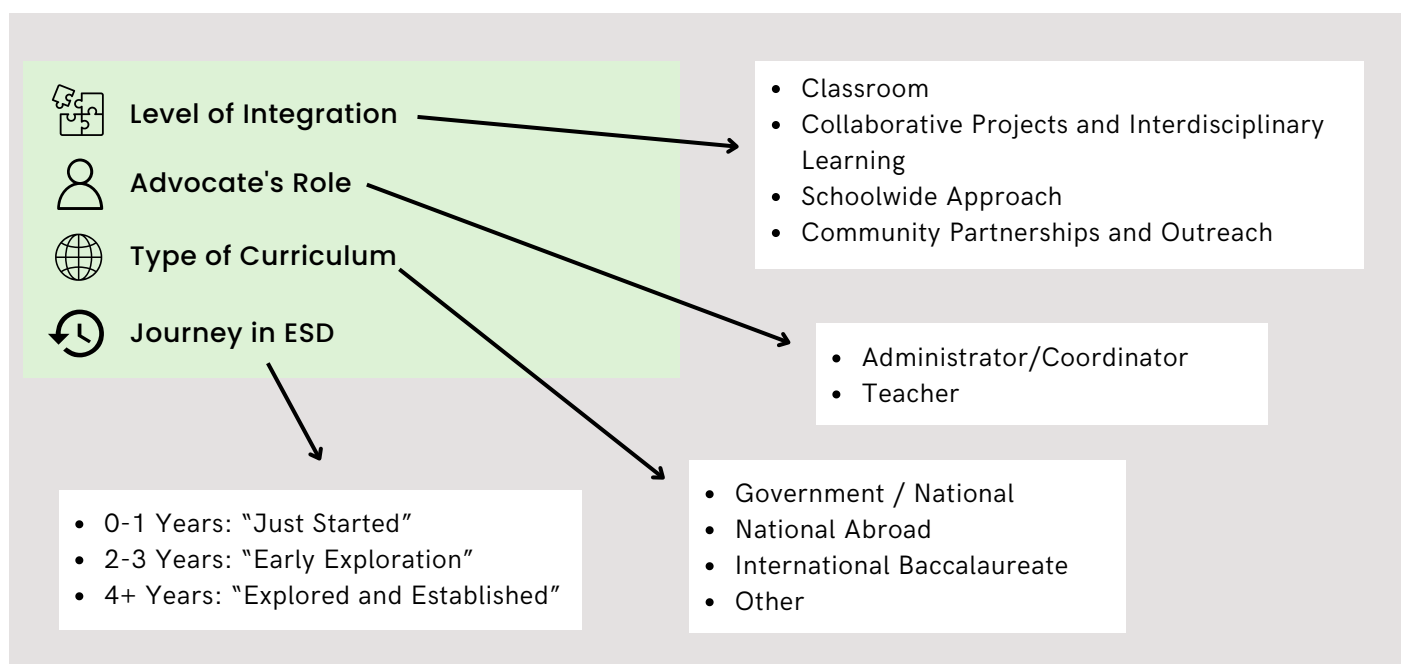 Level of Integration
Advocate's Role
Type of Curriculum
Journey in ESD
• Classroom
• Collaborative Projects and Interdisciplinary
Learning
• Schoolwide Approach
• Community Partnerships and Outreach
• Administrator/Coordinator
• Teacher
• Government / National
• National Abroad
• International Baccalaureate
• Other
• 0-1 Years: “Just Started”
• 2-3 Years: “Early Exploration”
• 4+ Years: “Explored and Established”